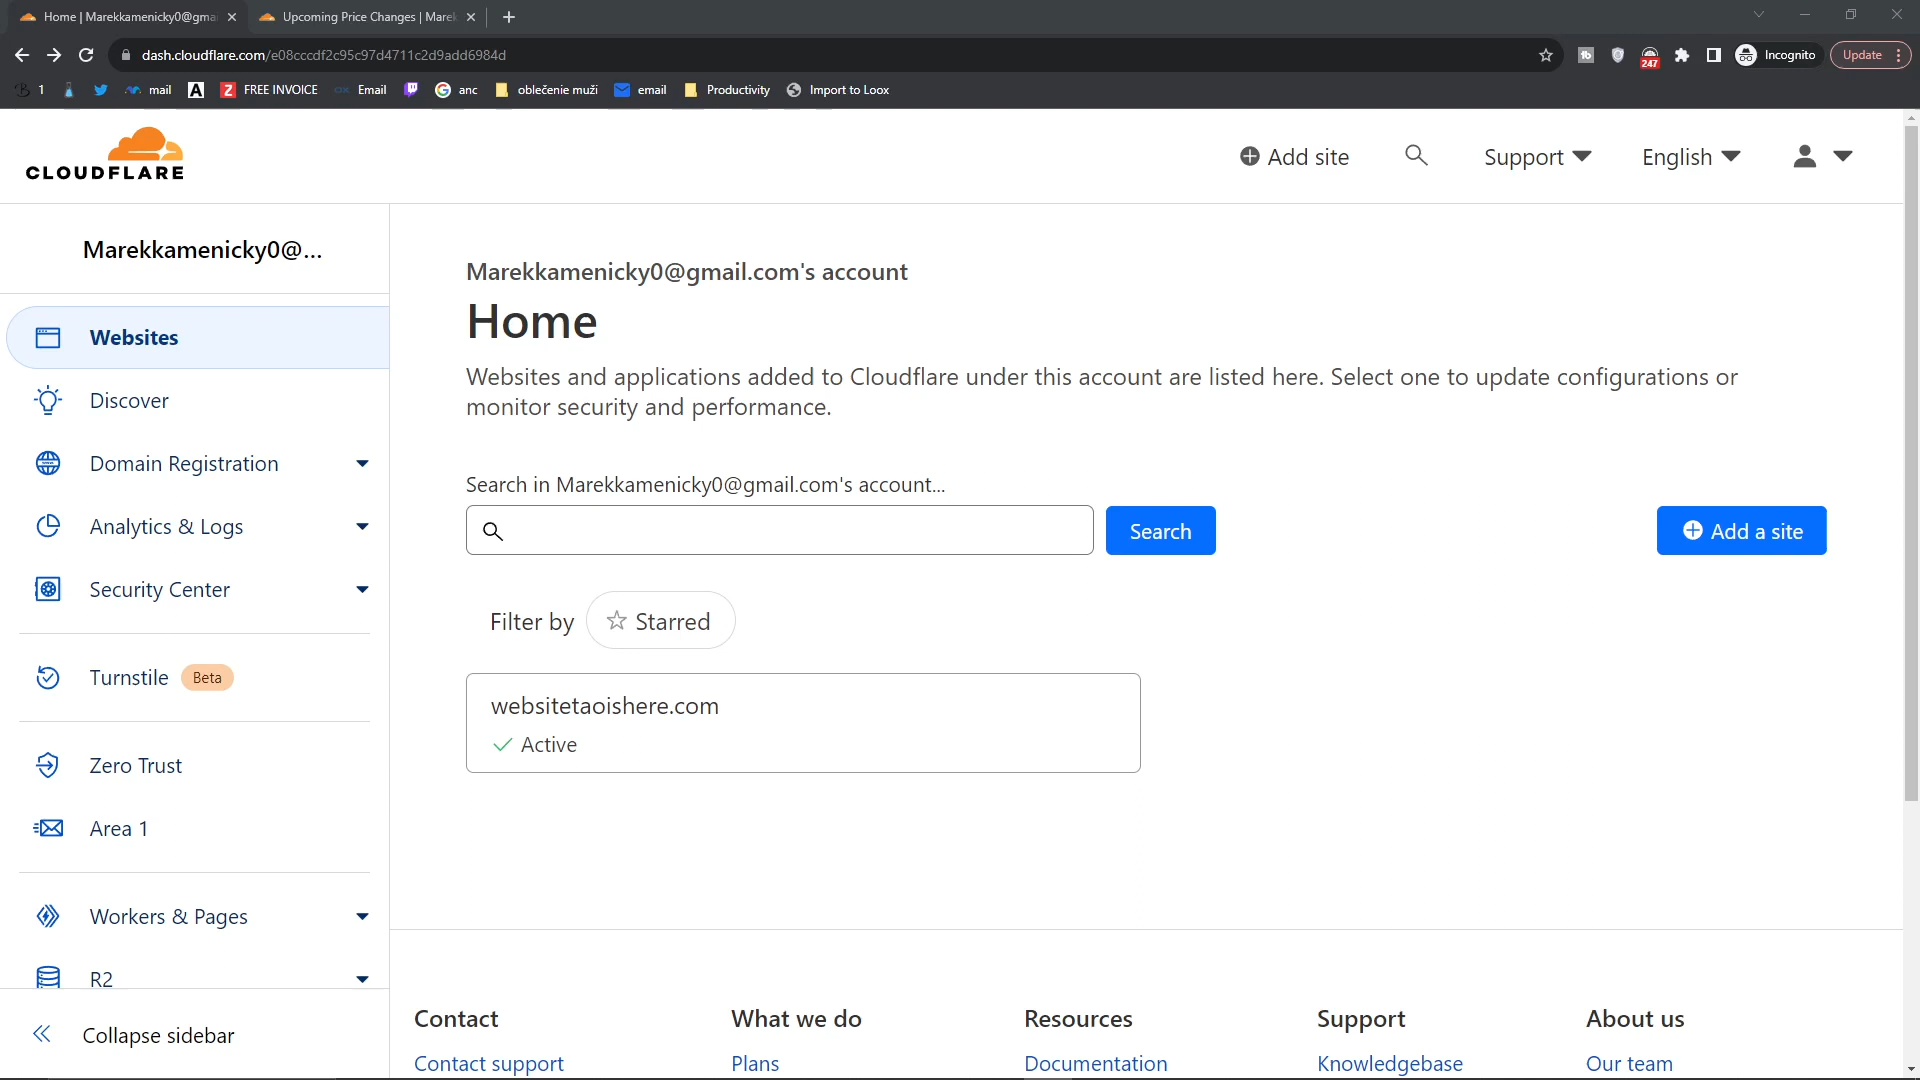 Home | Marekkamenicky0@gma
Upcoming Price Changes | Marek
dash.cloudflare.com/e08cccdf2c95c97d4711c2d9add6984d
247
Incognito
Update
1
mail
A
Z
FREE INVOICE
Email
G
anc
oblečenie muži
email
Productivity
Import to Loox
CLOUDFLARE
Add site
Support
English
Marekkamenicky0@...
Websites
Discover
Domain Registration
Analytics & Logs
Security Center
Turnstile
Beta
Zero Trust
Area 1
Workers & Pages
R2
Collapse sidebar
Marekkamenicky0@gmail.com's account
Home
Websites and applications added to Cloudflare under this account are listed here. Select one to update configurations or
monitor security and performance.
Search in Marekkamenicky0@gmail.com's account...
Search
Add a site
Filter by
Starred
websitetaoishere.com
Active
Contact
Contact support
What we do
Plans
Resources
Documentation
Support
Knowledgebase
About us
Our team